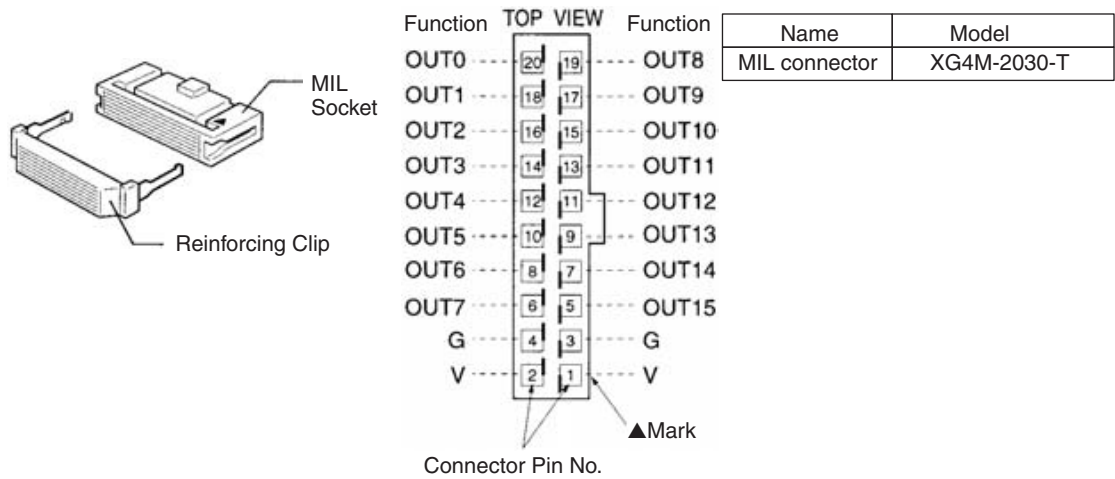 MIL
Socket
Reinforcing Clip
Function TOP VIEW Function
OUT0 20 19 OUT8
OUT1 18 17 OUT9
OUT2 16 15 OUT10
OUT3 14 13 OUT11
OUT4 12 11 OUT12
OUT5 10 9 OUT13
OUT6 8 7 OUT14
OUT7 6 5 OUT15
G 4 3 G
V 2 1 V
▲Mark
Connector Pin No.
Name Model
MIL connector XG4M-2030-T